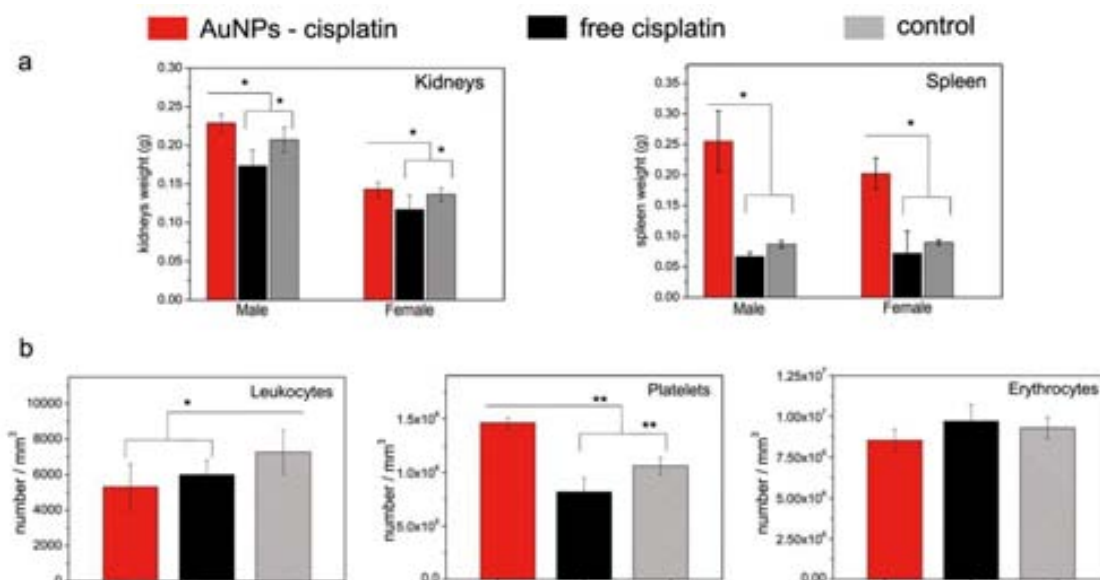 AuNPs - cisplatin free cisplatin control
a
Kidneys
kidneys weight (g)
0.30
0.25
0.20
0.15
0.10
0.05
0.00
* * * *
Male Female
Spleen
spleen weight (g)
0.35
0.30
0.25
0.20
0.15
0.10
0.05
0.00
* *
Male Female
b
Leukocytes
number / mm³
10000
8000
6000
4000
2000
0
*
Platelets
number / mm³
1.5x10⁶
1.0x10⁶
0.0
** **
Erythrocytes
number / mm³
1.25x10⁷
1.00x10⁷
7.50x10⁶
5.00x10⁶
2.50x10⁶
0.00